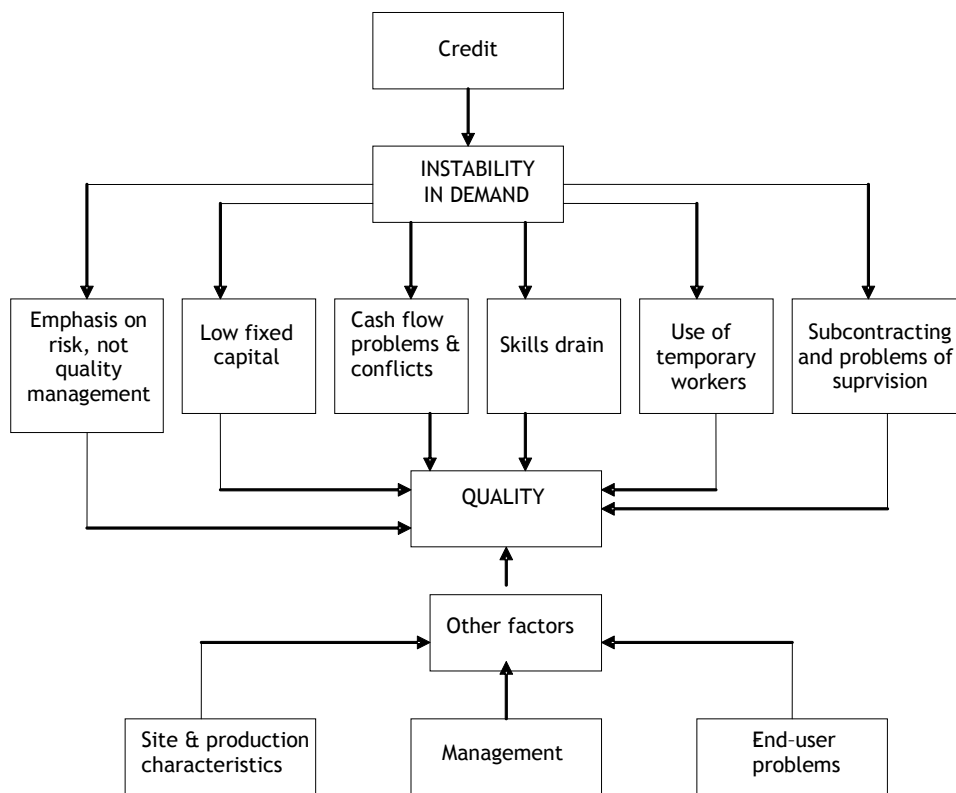 Credit
INSTABILITY
IN DEMAND
Emphasis on
risk, not
quality
management
Low fixed
capital
Cash flow
problems &
conflicts
Skills drain
Use of
temporary
workers
Subcontracting
and problems of
suprvision
QUALITY
Other factors
Site & production
characteristics
Management
End-user
problems